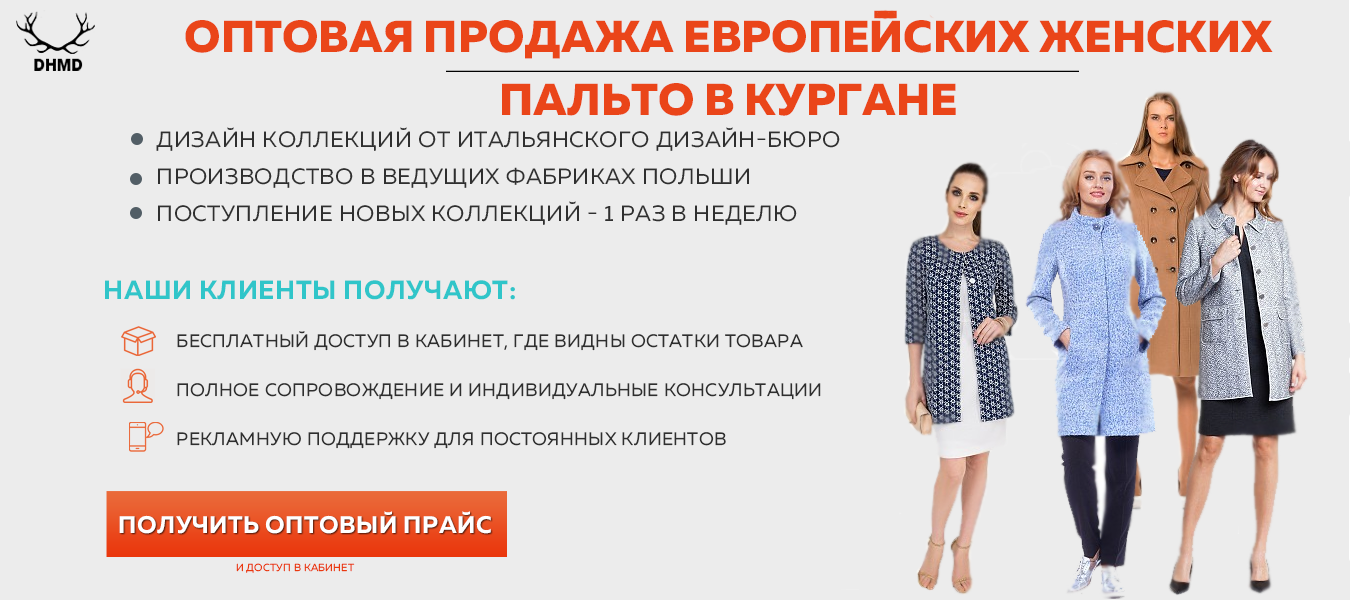 DHMD
ОПТОВАЯ ПРОДАЖА ЕВРОПЕЙСКИХ ЖЕНСКИХ
ПАЛЬТО В КУРГАНЕ
ДИЗАЙН КОЛЛЕКЦИЙ ОТ ИТАЛЬЯНСКОГО ДИЗАЙН-БЮРО
ПРОИЗВОДСТВО В ВЕДУЩИХ ФАБРИКАХ ПОЛЬШИ
ПОСТУПЛЕНИЕ НОВЫХ КОЛЛЕКЦИЙ - 1 РАЗ В НЕДЕЛЮ
НАШИ КЛИЕНТЫ ПОЛУЧАЮТ:
БЕСПЛАТНЫЙ ДОСТУП В КАБИНЕТ, ГДЕ ВИДНЫ ОСТАТКИ ТОВАРА
ПОЛНОЕ СОПРОВОЖДЕНИЕ И ИНДИВИДУАЛЬНЫЕ КОНСУЛЬТАЦИИ
РЕКЛАМНУЮ ПОДДЕРЖКУ ДЛЯ ПОСТОЯННЫХ КЛИЕНТОВ
ПОЛУЧИТЬ ОПТОВЫЙ ПРАЙС
И ДОСТУП В КАБИНЕТ